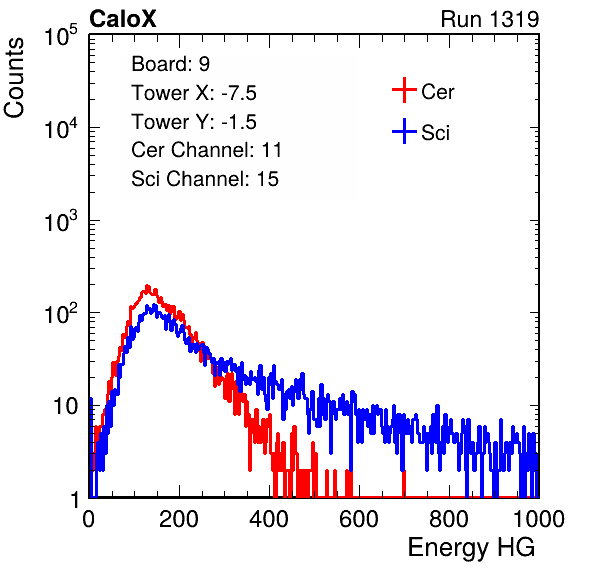 CaloX
Run 1319
Counts
10^5
10^4
10^3
10^2
10
1
Board: 9
Tower X: -7.5
Tower Y: -1.5
Cer Channel: 11
Sci Channel: 15
Cer
Sci
0 200 400 600 800 1000
Energy HG